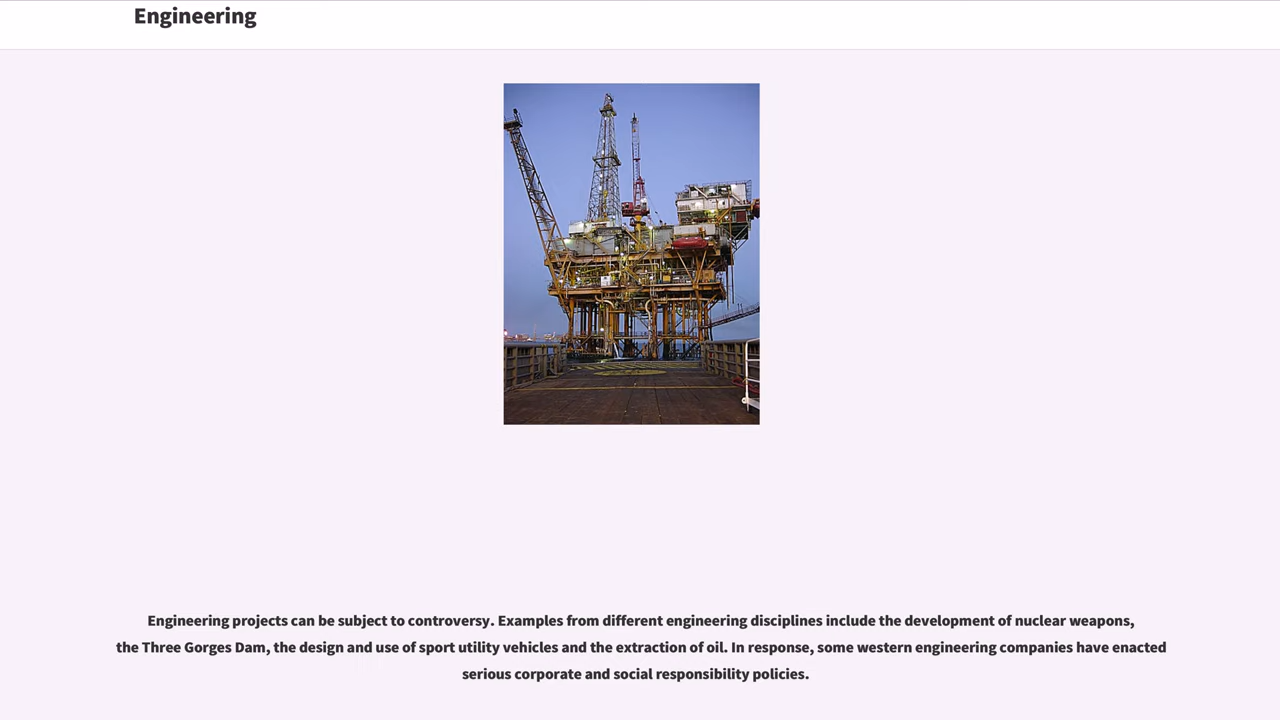 Engineering
Engineering projects can be subject to controversy. Examples from different engineering disciplines include the development of nuclear weapons,
the Three Gorges Dam, the design and use of sport utility vehicles and the extraction of oil. In response, some western engineering companies have enacted
serious corporate and social responsibility policies.